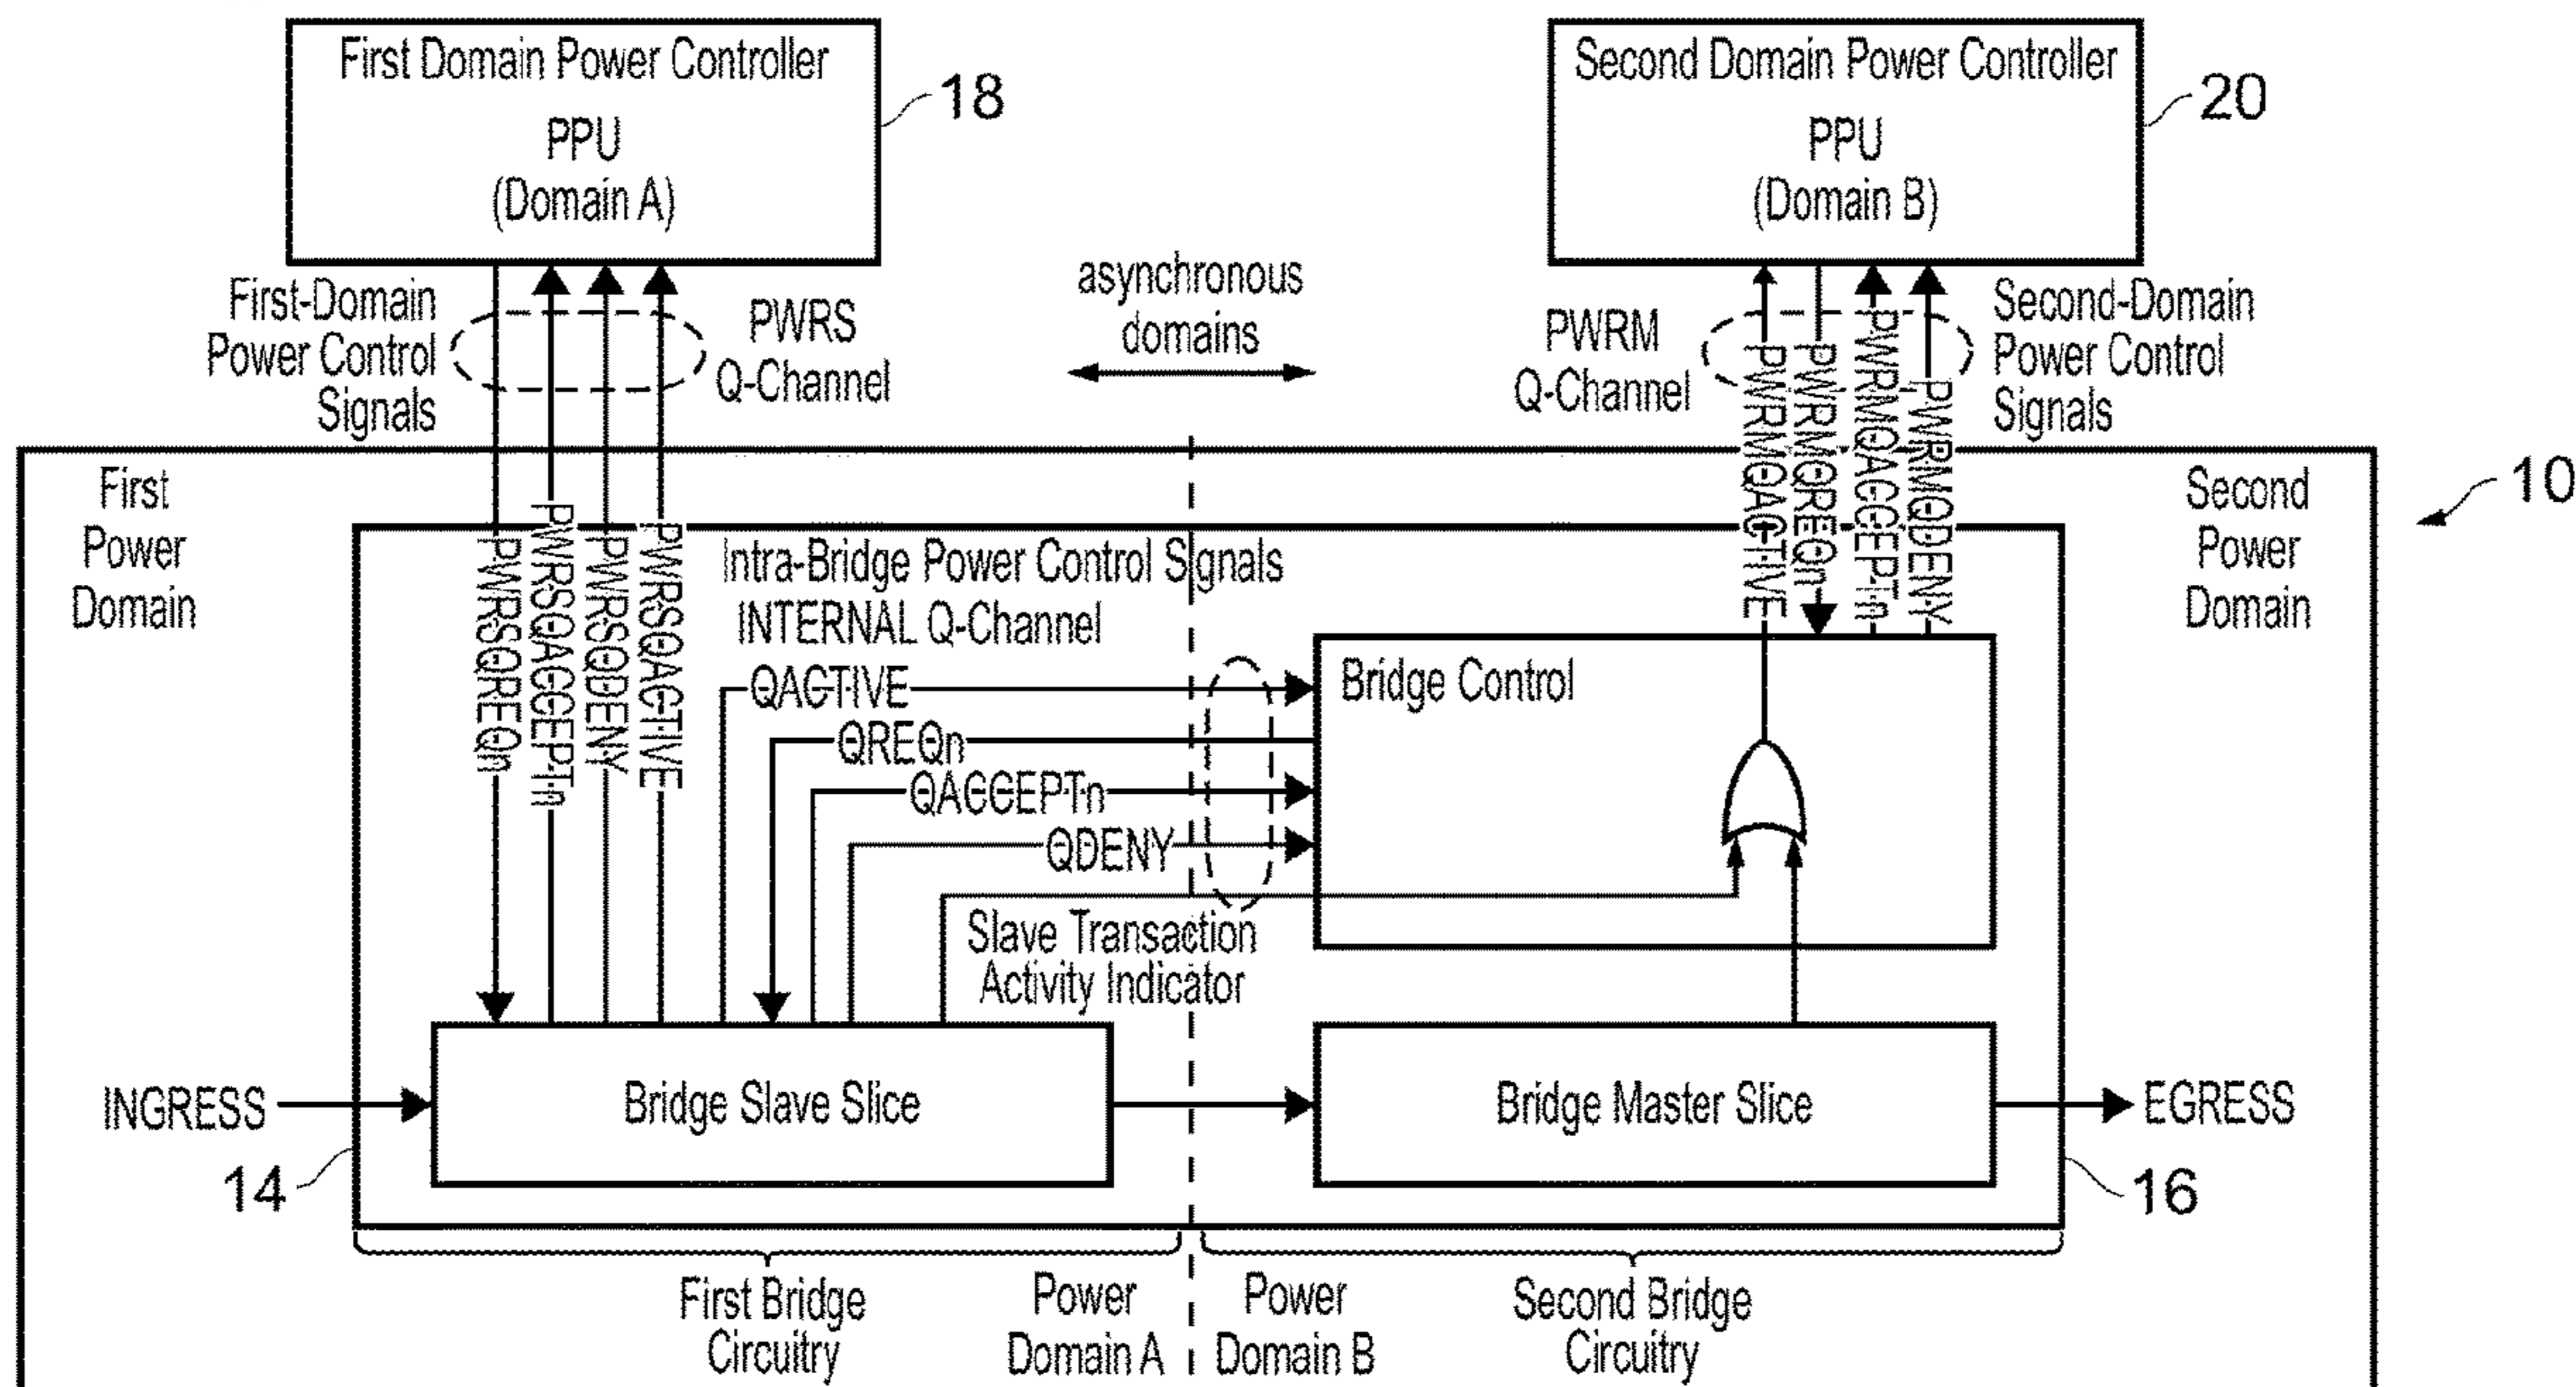 First Domain Power Controller
PPU
(Domain A)
18
Second Domain Power Controller
PPU
(Domain B)
20
First-Domain
Power Control
Signals
PWRS
Q-Channel
asynchronous
domains
PWRM
Q-Channel
Second-Domain
Power Control
Signals
First
Power
Domain
Second
Power
Domain
10
PWRSQREQn
PWRSQACCEPTn
PWRSQDENY
PWRSQACTIVE
PWRMQACTIVE
PWRMQREQn
PWRMQACCEPTn
PWRMQDENY
Intra-Bridge Power Control Signals
INTERNAL Q-Channel
QACTIVE
QREQn
QACCEPTn
QDENY
Bridge Control
Slave Transaction
Activity Indicator
INGRESS
Bridge Slave Slice
Bridge Master Slice
EGRESS
14
16
First Bridge
Circuitry
Power
Domain A
Power
Domain B
Second Bridge
Circuitry